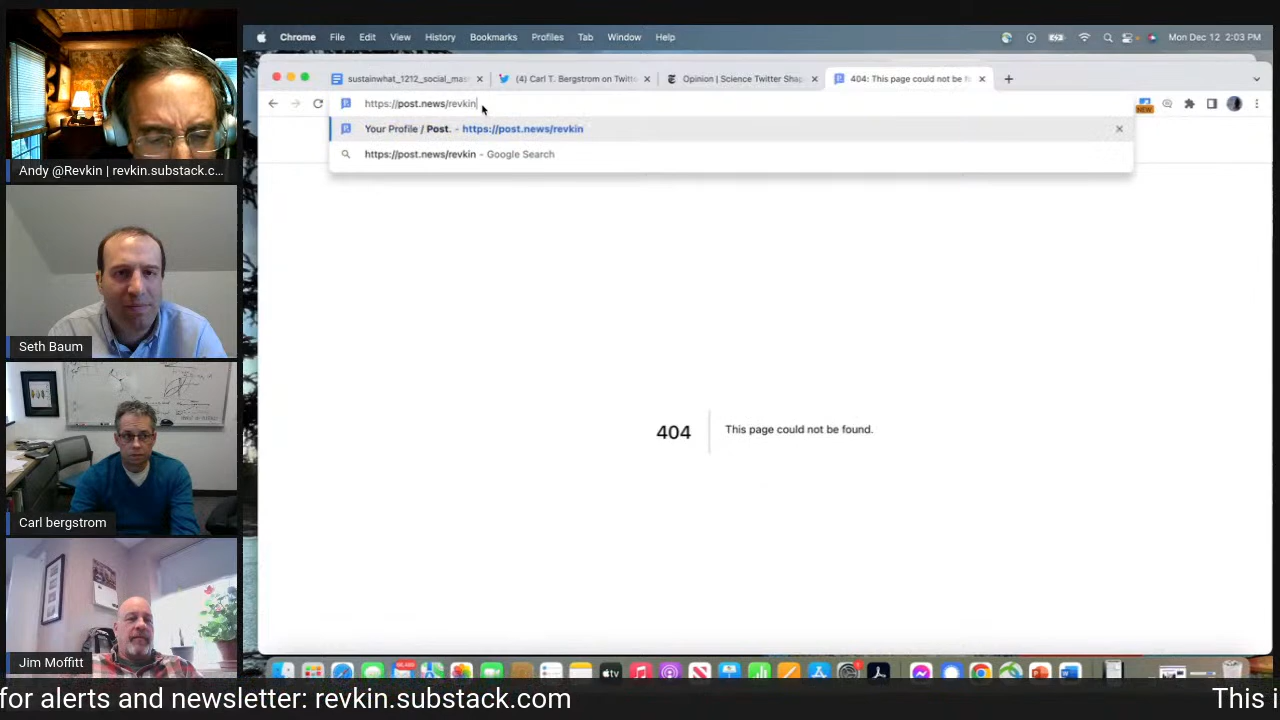 Chrome File Edit View History Bookmarks Profiles Tab Window Help Mon Dec 12 2:03 PM
sustainwhat_1212_social_mas (4) Carl T. Bergstrom on Twitt Opinion | Science Twitter Shap 404: This page could not be f
https://post.news/revkin
NEW
Your Profile / Post. - https://post.news/revkin
https://post.news/revkin - Google Search
Andy @Revkin | revkin.substack.c...
Seth Baum
404 This page could not be found.
Carl bergstrom
Jim Moffitt
tv
for alerts and newsletter: revkin.substack.com This i